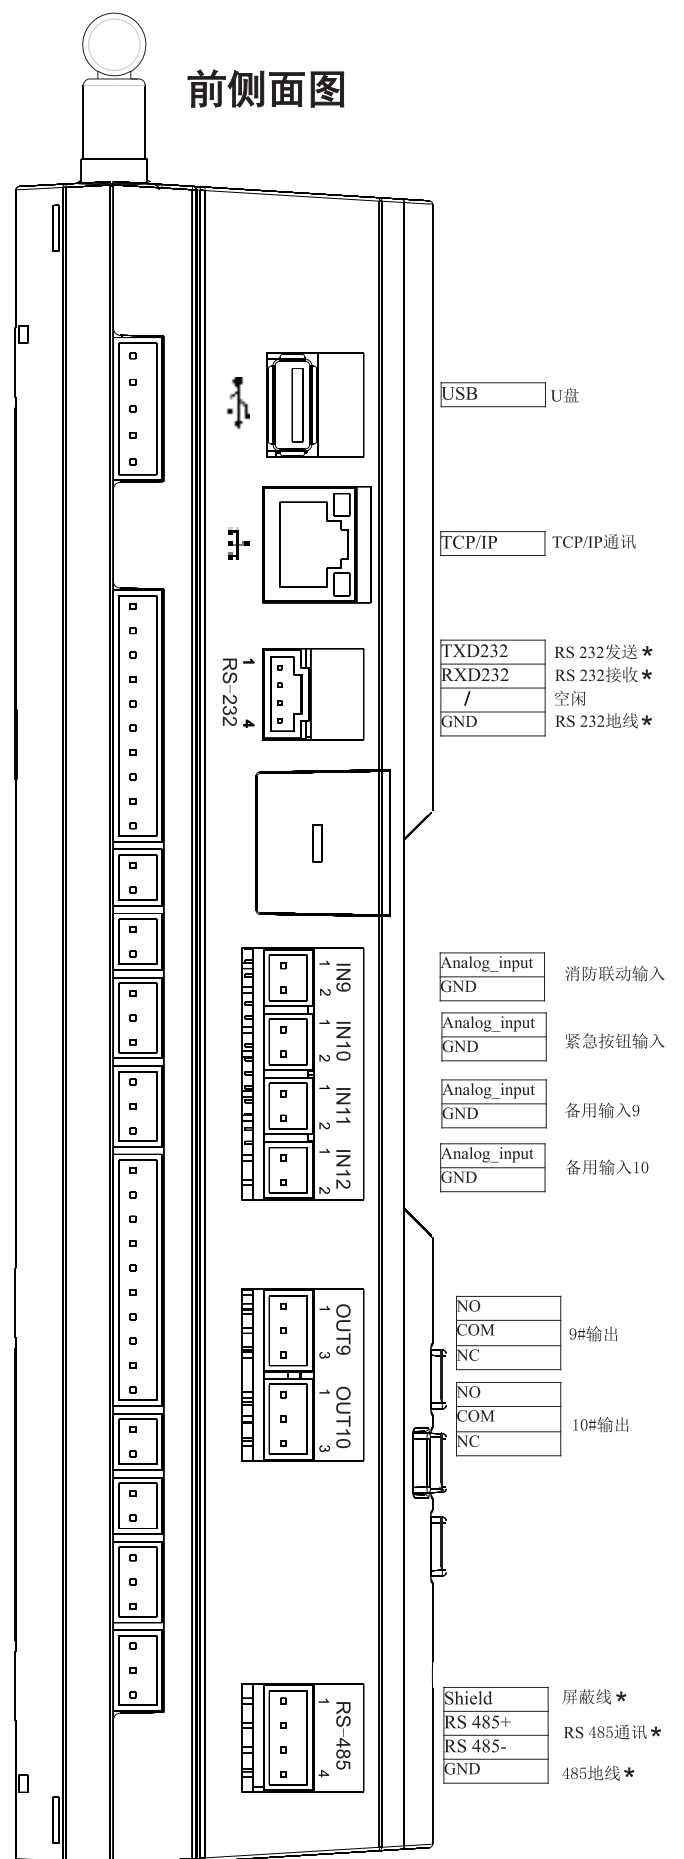 前侧面图
USB U盘
TCP/IP TCP/IP通讯
1
RS-232
4
TXD232 RS 232发送*
RXD232 RS 232接收*
/ 空闲
GND RS 232地线*
IN9
1
2
Analog_input
GND
消防联动输入
IN10
1
2
Analog_input
GND
紧急按钮输入
IN11
1
2
Analog_input
GND
备用输入9
IN12
1
2
Analog_input
GND
备用输入10
OUT9
1
3
NO
COM
NC
9#输出
OUT10
1
3
NO
COM
NC
10#输出
RS-485
1
4
Shield 屏蔽线*
RS 485+
RS 485-
RS 485通讯*
GND 485地线*